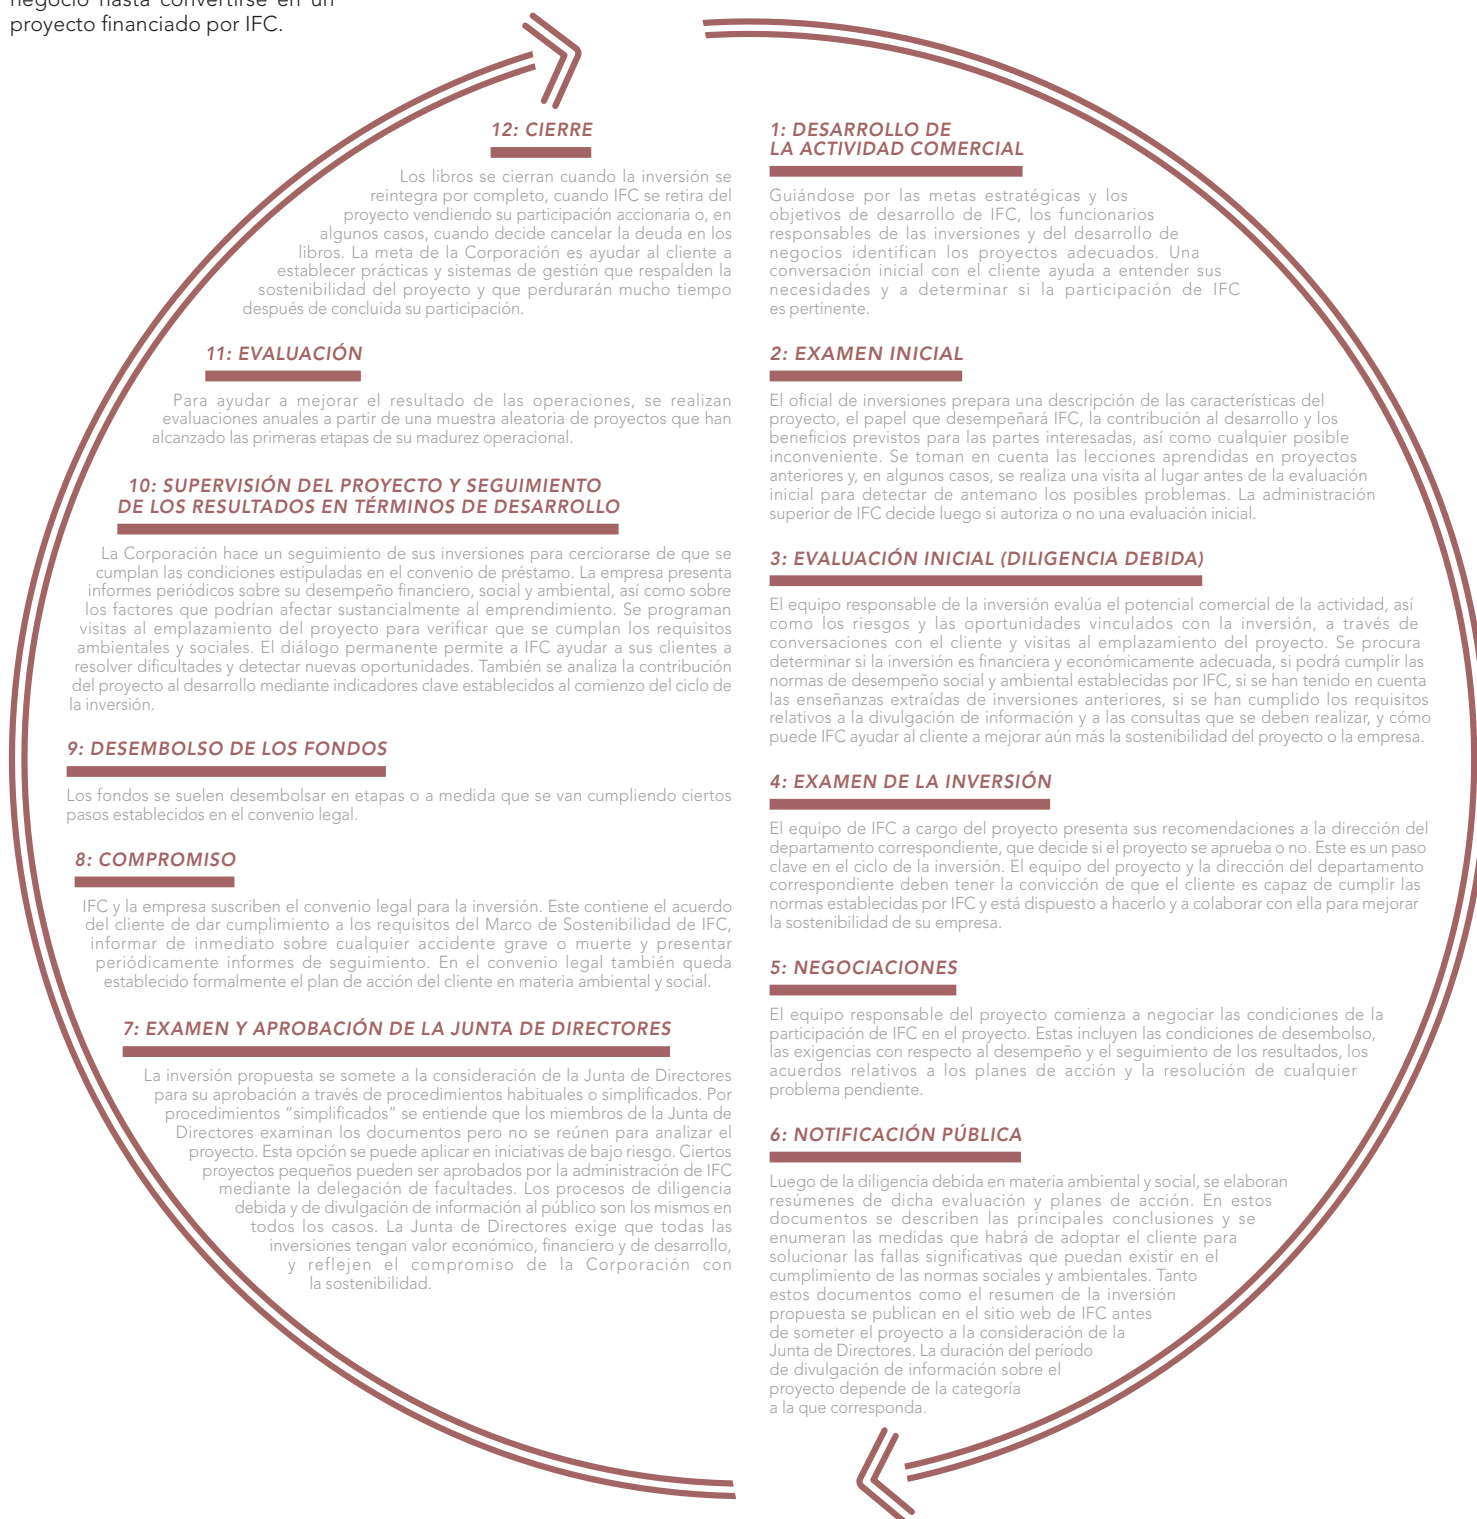 negocio hasta convertirse en un
proyecto financiado por IFC.
1: DESARROLLO DE
LA ACTIVIDAD COMERCIAL
Guiándose por las metas estratégicas y los
objetivos de desarrollo de IFC, los funcionarios
responsables de las inversiones y del desarrollo de
negocios identifican los proyectos adecuados. Una
conversación inicial con el cliente ayuda a entender sus
necesidades y a determinar si la participación de IFC
es pertinente.
2: EXAMEN INICIAL
El oficial de inversiones prepara una descripción de las características del
proyecto, el papel que desempeñará IFC, la contribución al desarrollo y los
beneficios previstos para las partes interesadas, así como cualquier posible
inconveniente. Se toman en cuenta las lecciones aprendidas en proyectos
anteriores y, en algunos casos, se realiza una visita al lugar antes de la evaluación
inicial para detectar de antemano los posibles problemas. La administración
superior de IFC decide luego si autoriza o no una evaluación inicial.
3: EVALUACIÓN INICIAL (DILIGENCIA DEBIDA)
El equipo responsable de la inversión evalúa el potencial comercial de la actividad, así
como los riesgos y las oportunidades vinculados con la inversión, a través de
conversaciones con el cliente y visitas al emplazamiento del proyecto. Se procura
determinar si la inversión es financiera y económicamente adecuada, si podrá cumplir las
normas de desempeño social y ambiental establecidas por IFC, si se han tenido en cuenta
las enseñanzas extraídas de inversiones anteriores, si se han cumplido los requisitos
relativos a la divulgación de información y a las consultas que se deben realizar, y cómo
puede IFC ayudar al cliente a mejorar aún más la sostenibilidad del proyecto o la empresa.
4: EXAMEN DE LA INVERSIÓN
El equipo de IFC a cargo del proyecto presenta sus recomendaciones a la dirección del
departamento correspondiente, que decide si el proyecto se aprueba o no. Este es un paso
clave en el ciclo de la inversión. El equipo del proyecto y la dirección del departamento
correspondiente deben tener la convicción de que el cliente es capaz de cumplir las
normas establecidas por IFC y está dispuesto a hacerlo y a colaborar con ella para mejorar
la sostenibilidad de su empresa.
5: NEGOCIACIONES
El equipo responsable del proyecto comienza a negociar las condiciones de la
participación de IFC en el proyecto. Estas incluyen las condiciones de desembolso,
las exigencias con respecto al desempeño y el seguimiento de los resultados, los
acuerdos relativos a los planes de acción y la resolución de cualquier
problema pendiente.
6: NOTIFICACIÓN PÚBLICA
Luego de la diligencia debida en materia ambiental y social, se elaboran
resúmenes de dicha evaluación y planes de acción. En estos
documentos se describen las principales conclusiones y se
enumeran las medidas que habrá de adoptar el cliente para
solucionar las fallas significativas que puedan existir en el
cumplimiento de las normas sociales y ambientales. Tanto
estos documentos como el resumen de la inversión
propuesta se publican en el sitio web de IFC antes
de someter el proyecto a la consideración de la
Junta de Directores. La duración del período
de divulgación de información sobre el
proyecto depende de la categoría
a la que corresponda.
7: EXAMEN Y APROBACIÓN DE LA JUNTA DE DIRECTORES
La inversión propuesta se somete a la consideración de la Junta de Directores
para su aprobación a través de procedimientos habituales o simplificados. Por
procedimientos “simplificados” se entiende que los miembros de la Junta de
Directores examinan los documentos pero no se reúnen para analizar el
proyecto. Esta opción se puede aplicar en iniciativas de bajo riesgo. Ciertos
proyectos pequeños pueden ser aprobados por la administración de IFC
mediante la delegación de facultades. Los procesos de diligencia
debida y de divulgación de información al público son los mismos en
todos los casos. La Junta de Directores exige que todas las
inversiones tengan valor económico, financiero y de desarrollo,
y reflejen el compromiso de la Corporación con
la sostenibilidad.
8: COMPROMISO
IFC y la empresa suscriben el convenio legal para la inversión. Este contiene el acuerdo
del cliente de dar cumplimiento a los requisitos del Marco de Sostenibilidad de IFC,
informar de inmediato sobre cualquier accidente grave o muerte y presentar
periódicamente informes de seguimiento. En el convenio legal también queda
establecido formalmente el plan de acción del cliente en materia ambiental y social.
9: DESEMBOLSO DE LOS FONDOS
Los fondos se suelen desembolsar en etapas o a medida que se van cumpliendo ciertos
pasos establecidos en el convenio legal.
10: SUPERVISIÓN DEL PROYECTO Y SEGUIMIENTO
DE LOS RESULTADOS EN TÉRMINOS DE DESARROLLO
La Corporación hace un seguimiento de sus inversiones para cerciorarse de que se
cumplan las condiciones estipuladas en el convenio de préstamo. La empresa presenta
informes periódicos sobre su desempeño financiero, social y ambiental, así como sobre
los factores que podrían afectar sustancialmente al emprendimiento. Se programan
visitas al emplazamiento del proyecto para verificar que se cumplan los requisitos
ambientales y sociales. El diálogo permanente permite a IFC ayudar a sus clientes a
resolver dificultades y detectar nuevas oportunidades. También se analiza la contribución
del proyecto al desarrollo mediante indicadores clave establecidos al comienzo del ciclo de
la inversión.
11: EVALUACIÓN
Para ayudar a mejorar el resultado de las operaciones, se realizan
evaluaciones anuales a partir de una muestra aleatoria de proyectos que han
alcanzado las primeras etapas de su madurez operacional.
12: CIERRE
Los libros se cierran cuando la inversión se
reintegra por completo, cuando IFC se retira del
proyecto vendiendo su participación accionaria o, en
algunos casos, cuando decide cancelar la deuda en los
libros. La meta de la Corporación es ayudar al cliente a
establecer prácticas y sistemas de gestión que respalden la
sostenibilidad del proyecto y que perdurarán mucho tiempo
después de concluida su participación.